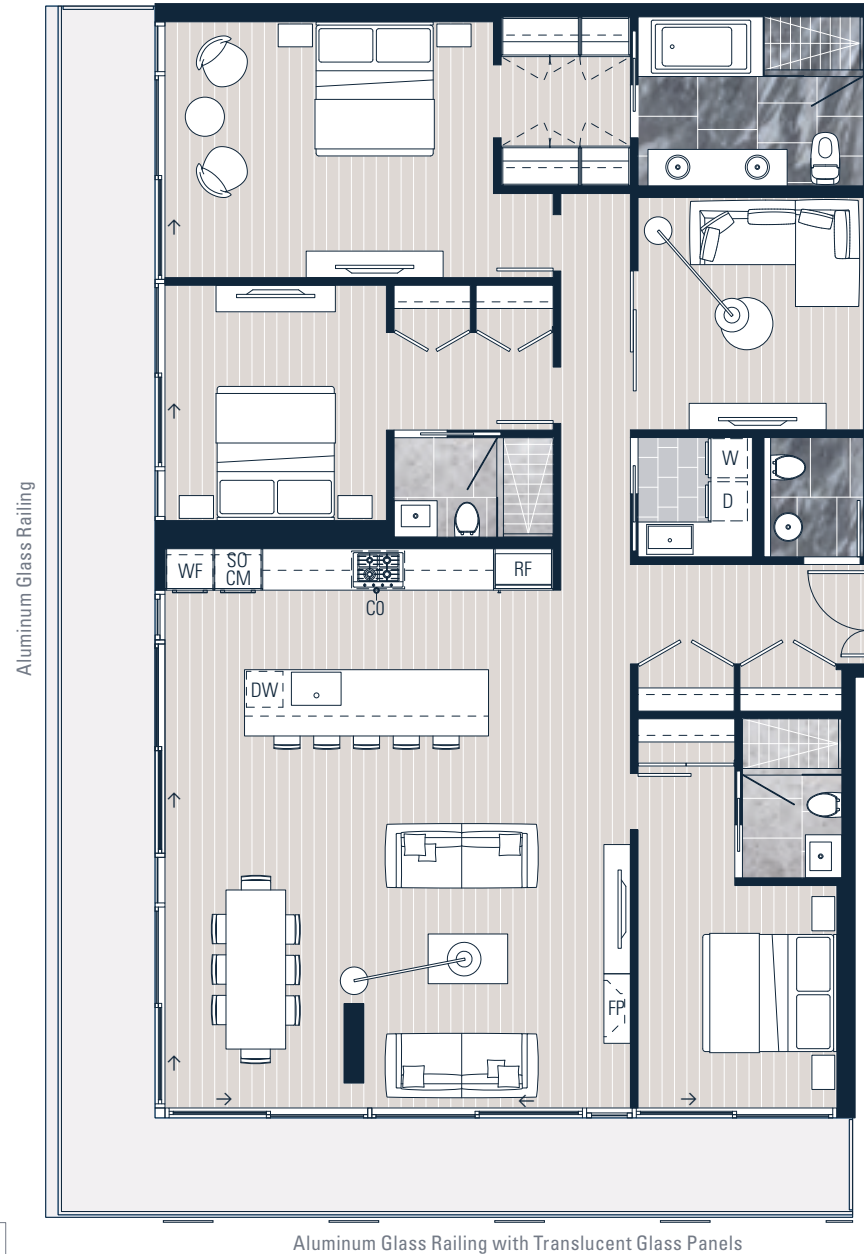 W
D
WF
SO
CM
RF
CO
DW
FP
Aluminum Glass Railing
Aluminum Glass Railing with Translucent Glass Panels